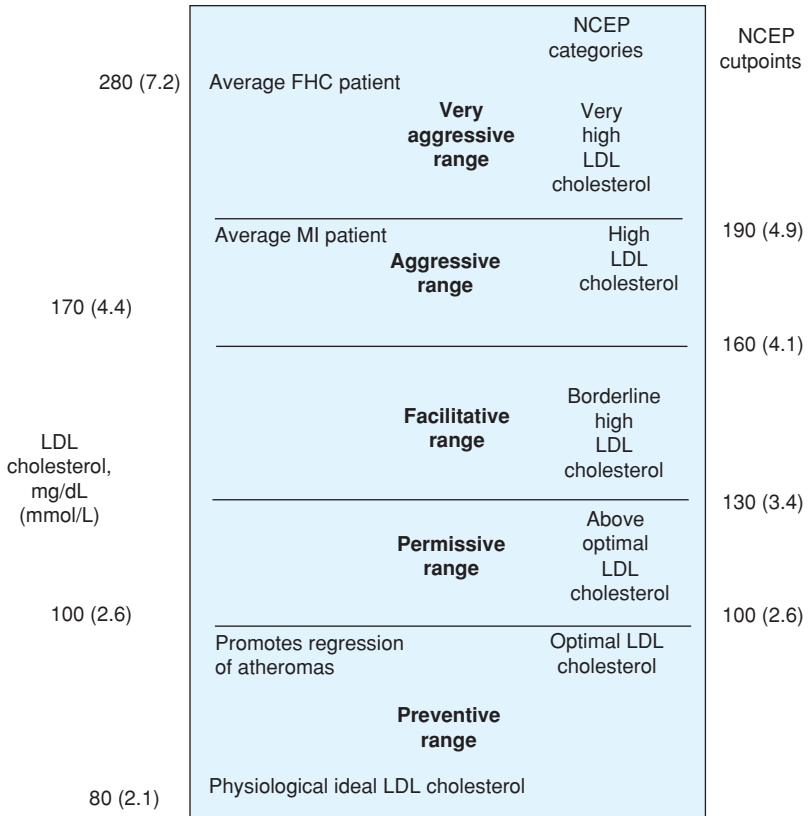 NCEP
categories
NCEP
cutpoints
280 (7.2)
Average FHC patient
Very
aggressive
range
Very
high
LDL
cholesterol
190 (4.9)
Average MI patient
Aggressive
range
High
LDL
cholesterol
170 (4.4)
160 (4.1)
Facilitative
range
Borderline
high
LDL
cholesterol
LDL
cholesterol,
mg/dL
(mmol/L)
130 (3.4)
Permissive
range
Above
optimal
LDL
cholesterol
100 (2.6)
100 (2.6)
Promotes regression
of atheromas
Optimal LDL
cholesterol
Preventive
range
Physiological ideal LDL cholesterol
80 (2.1)